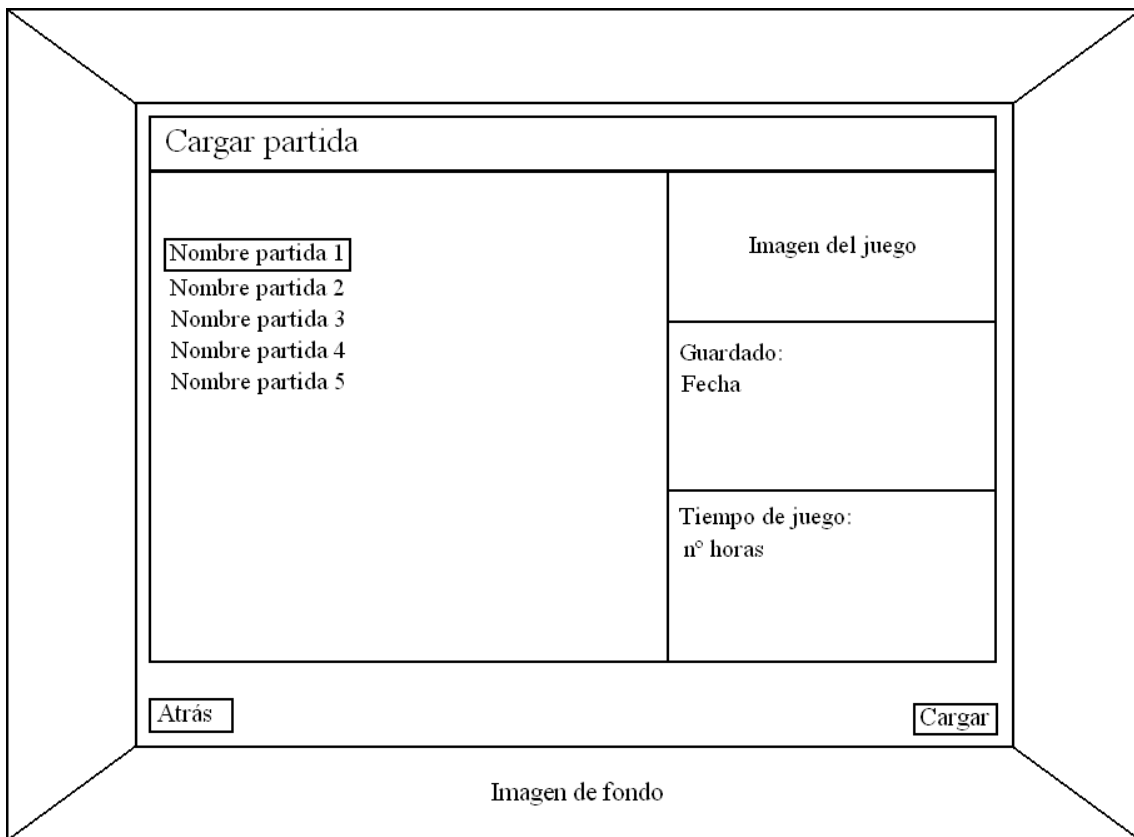 Cargar partida
Nombre partida 1
Nombre partida 2
Nombre partida 3
Nombre partida 4
Nombre partida 5
Imagen del juego
Guardado:
Fecha
Tiempo de juego:
nº horas
Atrás
Cargar
Imagen de fondo